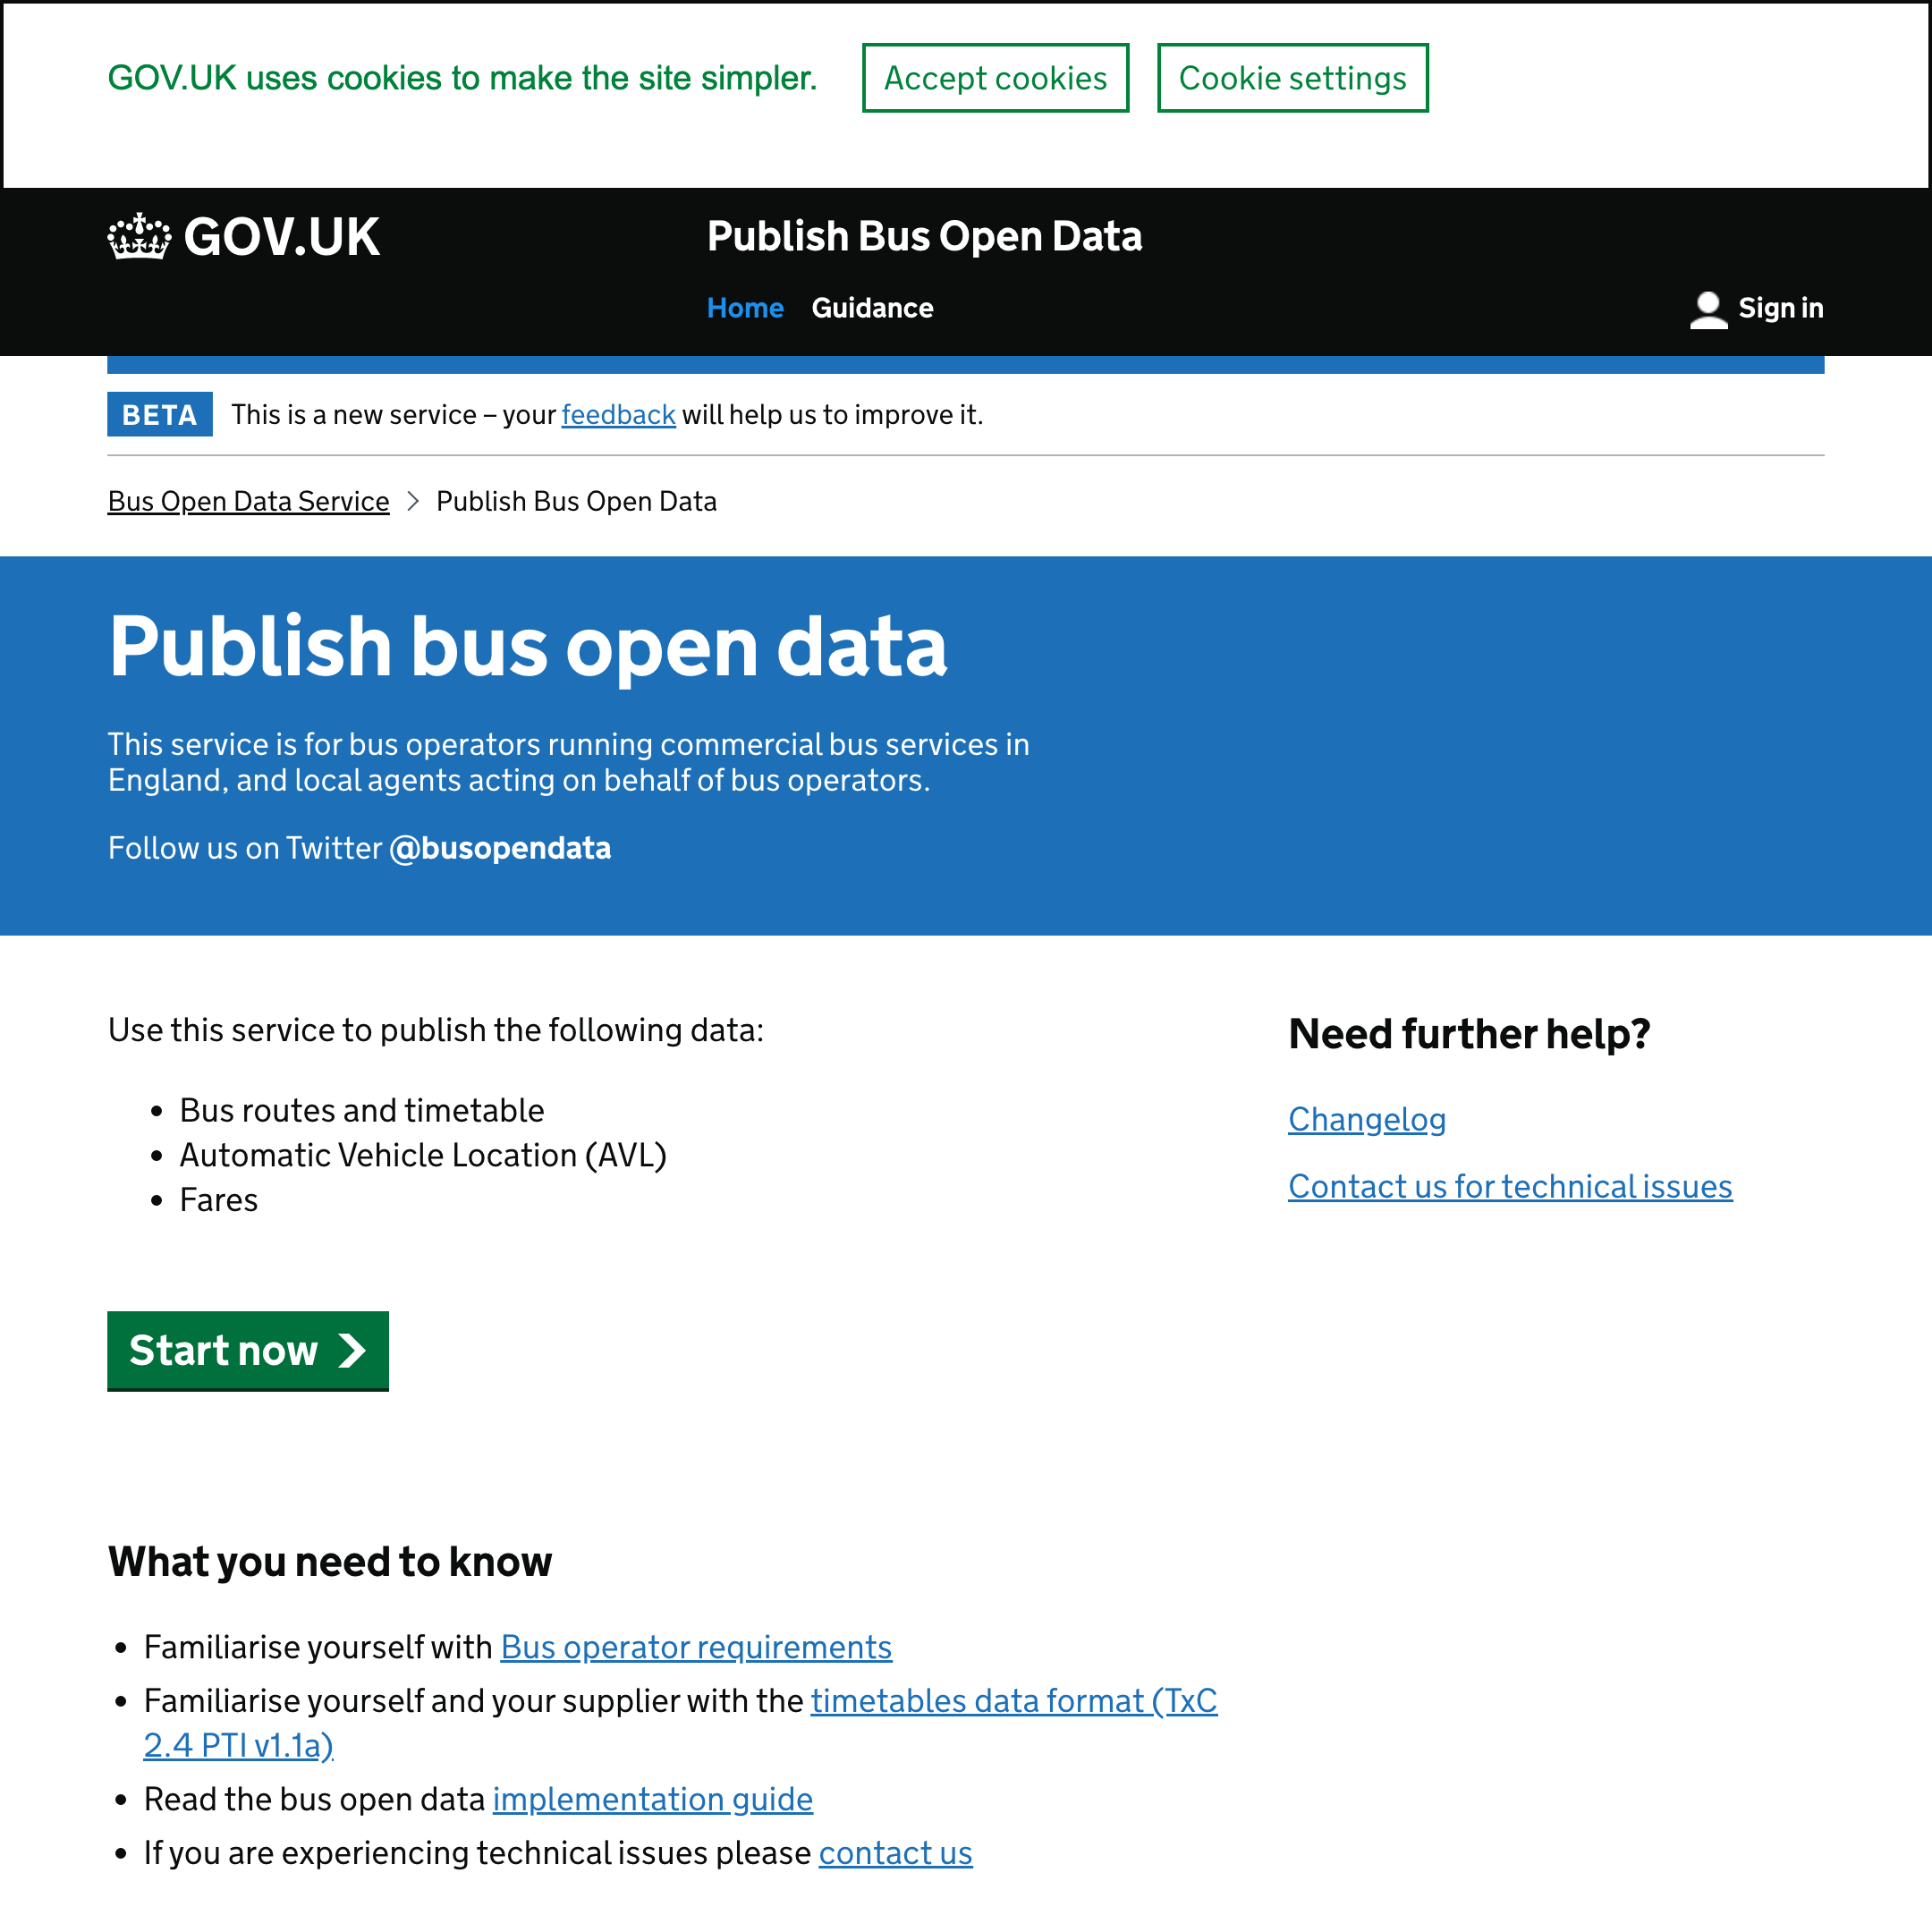 GOV.UK uses cookies to make the site simpler.
Accept cookies
Cookie settings
GOV.UK
Publish Bus Open Data
Home
Guidance
Sign in
BETA
This is a new service – your feedback will help us to improve it.
Bus Open Data Service
Publish Bus Open Data
Publish bus open data
This service is for bus operators running commercial bus services in
England, and local agents acting on behalf of bus operators.
Follow us on Twitter @busopendata
Use this service to publish the following data:
Bus routes and timetable
Automatic Vehicle Location (AVL)
Fares
Start now
Need further help?
Changelog
Contact us for technical issues
What you need to know
Familiarise yourself with Bus operator requirements
Familiarise yourself and your supplier with the timetables data format (TxC
2.4 PTI v1.1a)
Read the bus open data implementation guide
If you are experiencing technical issues please contact us